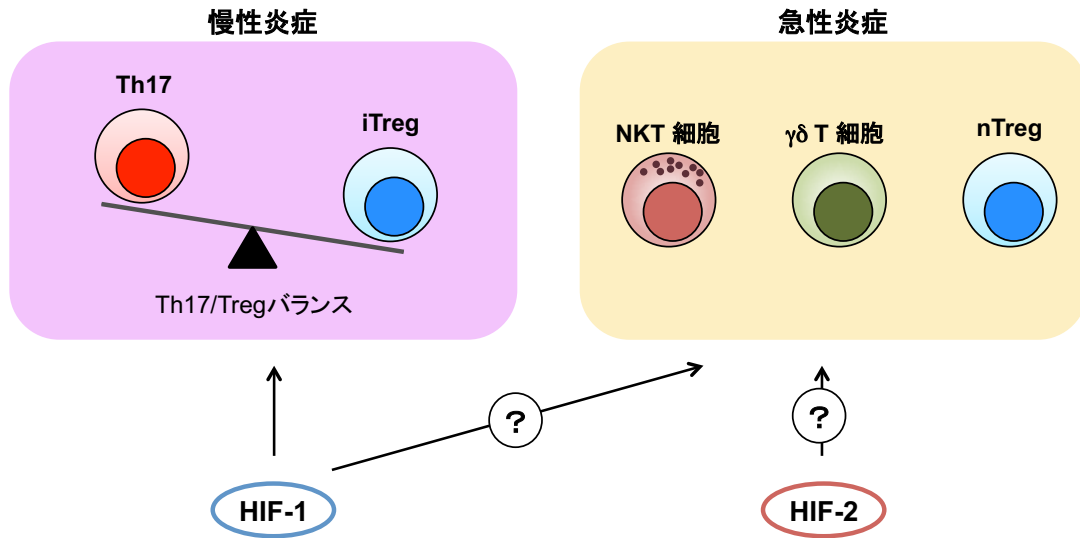 慢性炎症
Th17
iTreg
Th17/Tregバランス
急性炎症
NKT 細胞
γδ T 細胞
nTreg
?
?
HIF-1
HIF-2